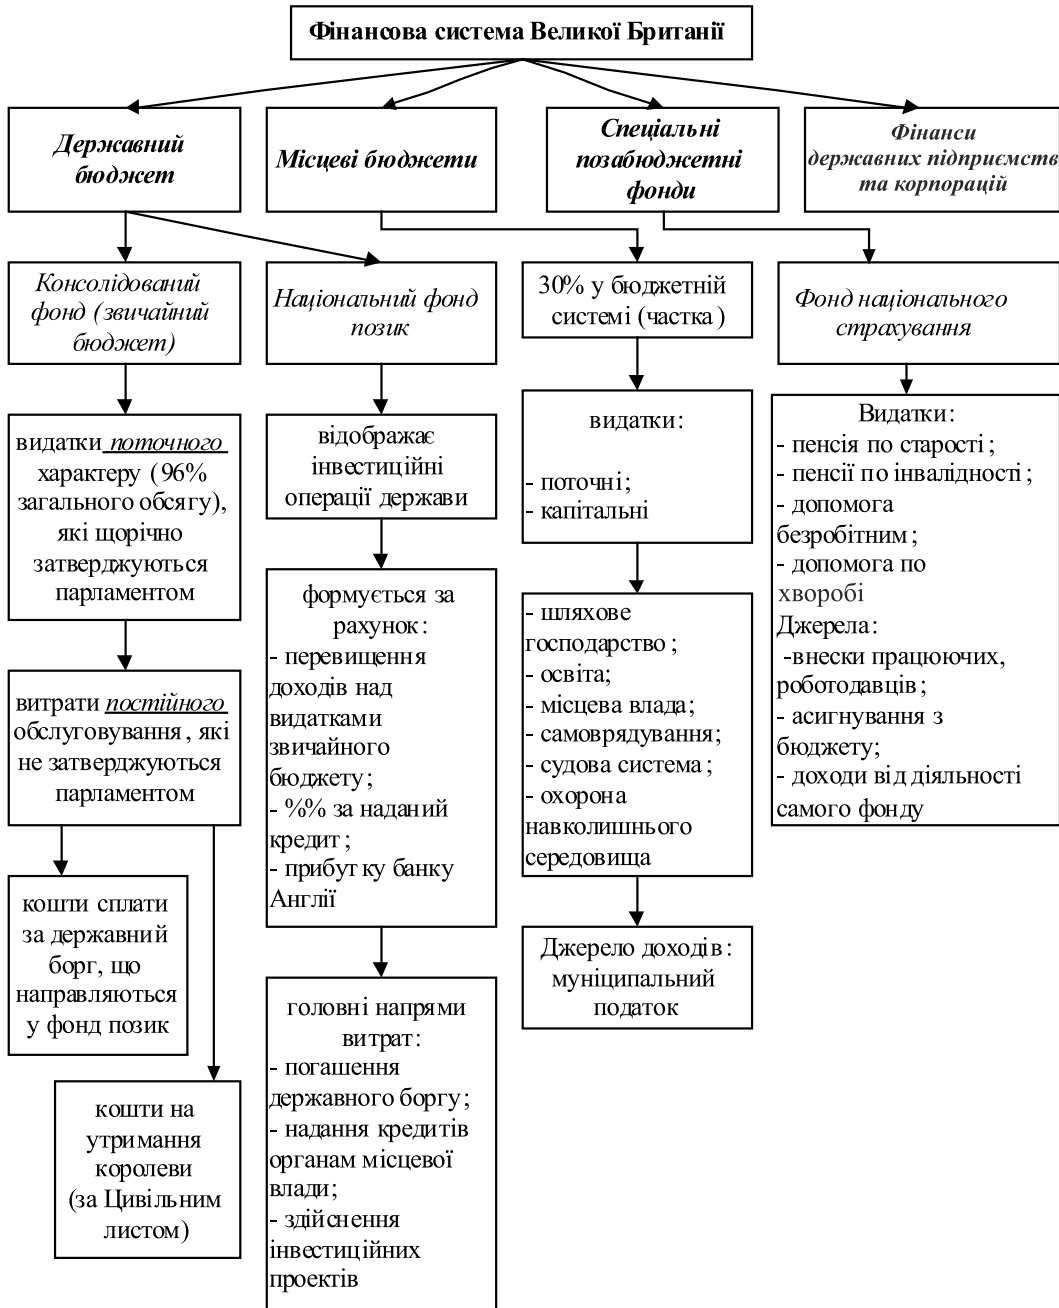 Фінансова система Великої Британії
Державний
бюджет
Місцеві бюджети
Спеціальні
позабюджетні
фонди
Фінанси
державних підприємств
та корпорацій
Консолідований
фонд (звичайний
бюджет)
Національний фонд
позик
30% у бюджетній
системі (частка)
Фонд національного
страхування
видатки поточного
характеру (96%
загального обсягу),
які щорічно
затверджуються
парламентом
витрати постійного
обслуговування, які
не затверджуються
парламентом
кошти сплати
за державний
борг, що
направляються
у фонд позик
кошти на
утримання
королеви
(за Цивільним
листом)
відображає
інвестиційні
операції держави
формується за
рахунок:
- перевищення
доходів над
видатками
звичайного
бюджету;
- %% за наданий
кредит;
- прибутку банку
Англії
головні напрями
витрат:
- погашення
державного боргу;
- надання кредитів
органам місцевої
влади;
- здійснення
інвестиційних
проектів
видатки:
- поточні;
- капітальні
- шляхове
господарство;
- освіта;
- місцева влада;
- самоврядування;
- судова система;
- охорона
навколишнього
середовища
Джерело доходів:
муніципальний
податок
Видатки:
- пенсія по старості;
- пенсії по інвалідності;
- допомога
безробітним;
- допомога по
хворобі
Джерела:
-внески працюючих,
роботодавців;
- асигнування з
бюджету;
- доходи від діяльності
самого фонду